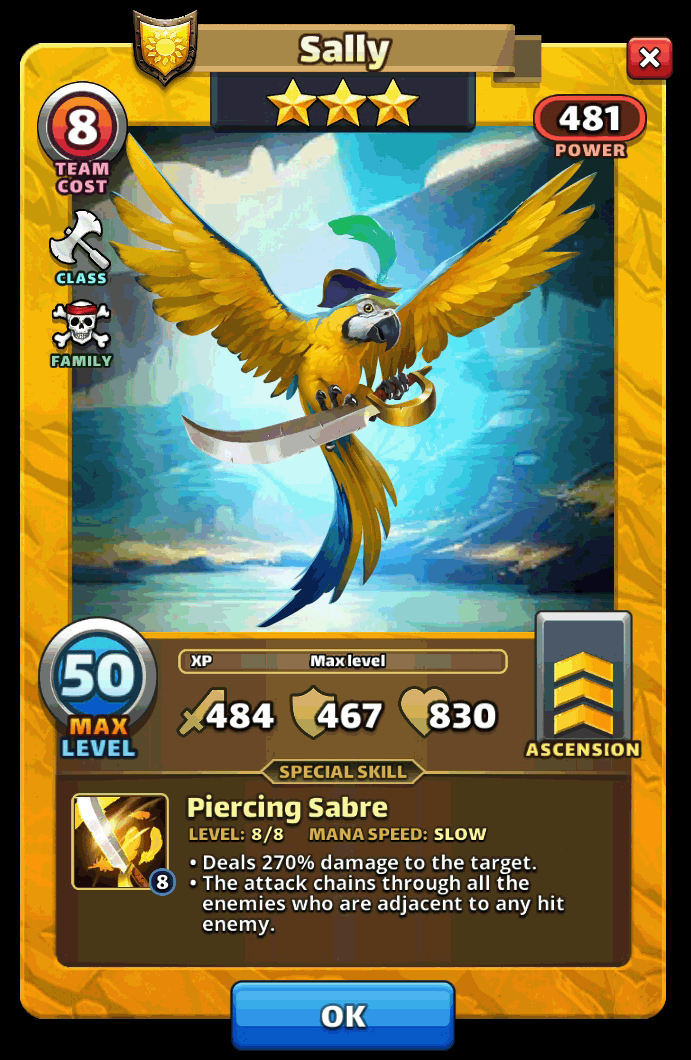 Sally
8
TEAM
COST
481
POWER
CLASS
FAMILY
50
MAX
LEVEL
XP
Max level
484
467
830
ASCENSION
SPECIAL SKILL
Piercing Sabre
LEVEL: 8/8 MANA SPEED: SLOW
8
• Deals 270% damage to the target.
• The attack chains through all the
enemies who are adjacent to any hit
enemy.
OK